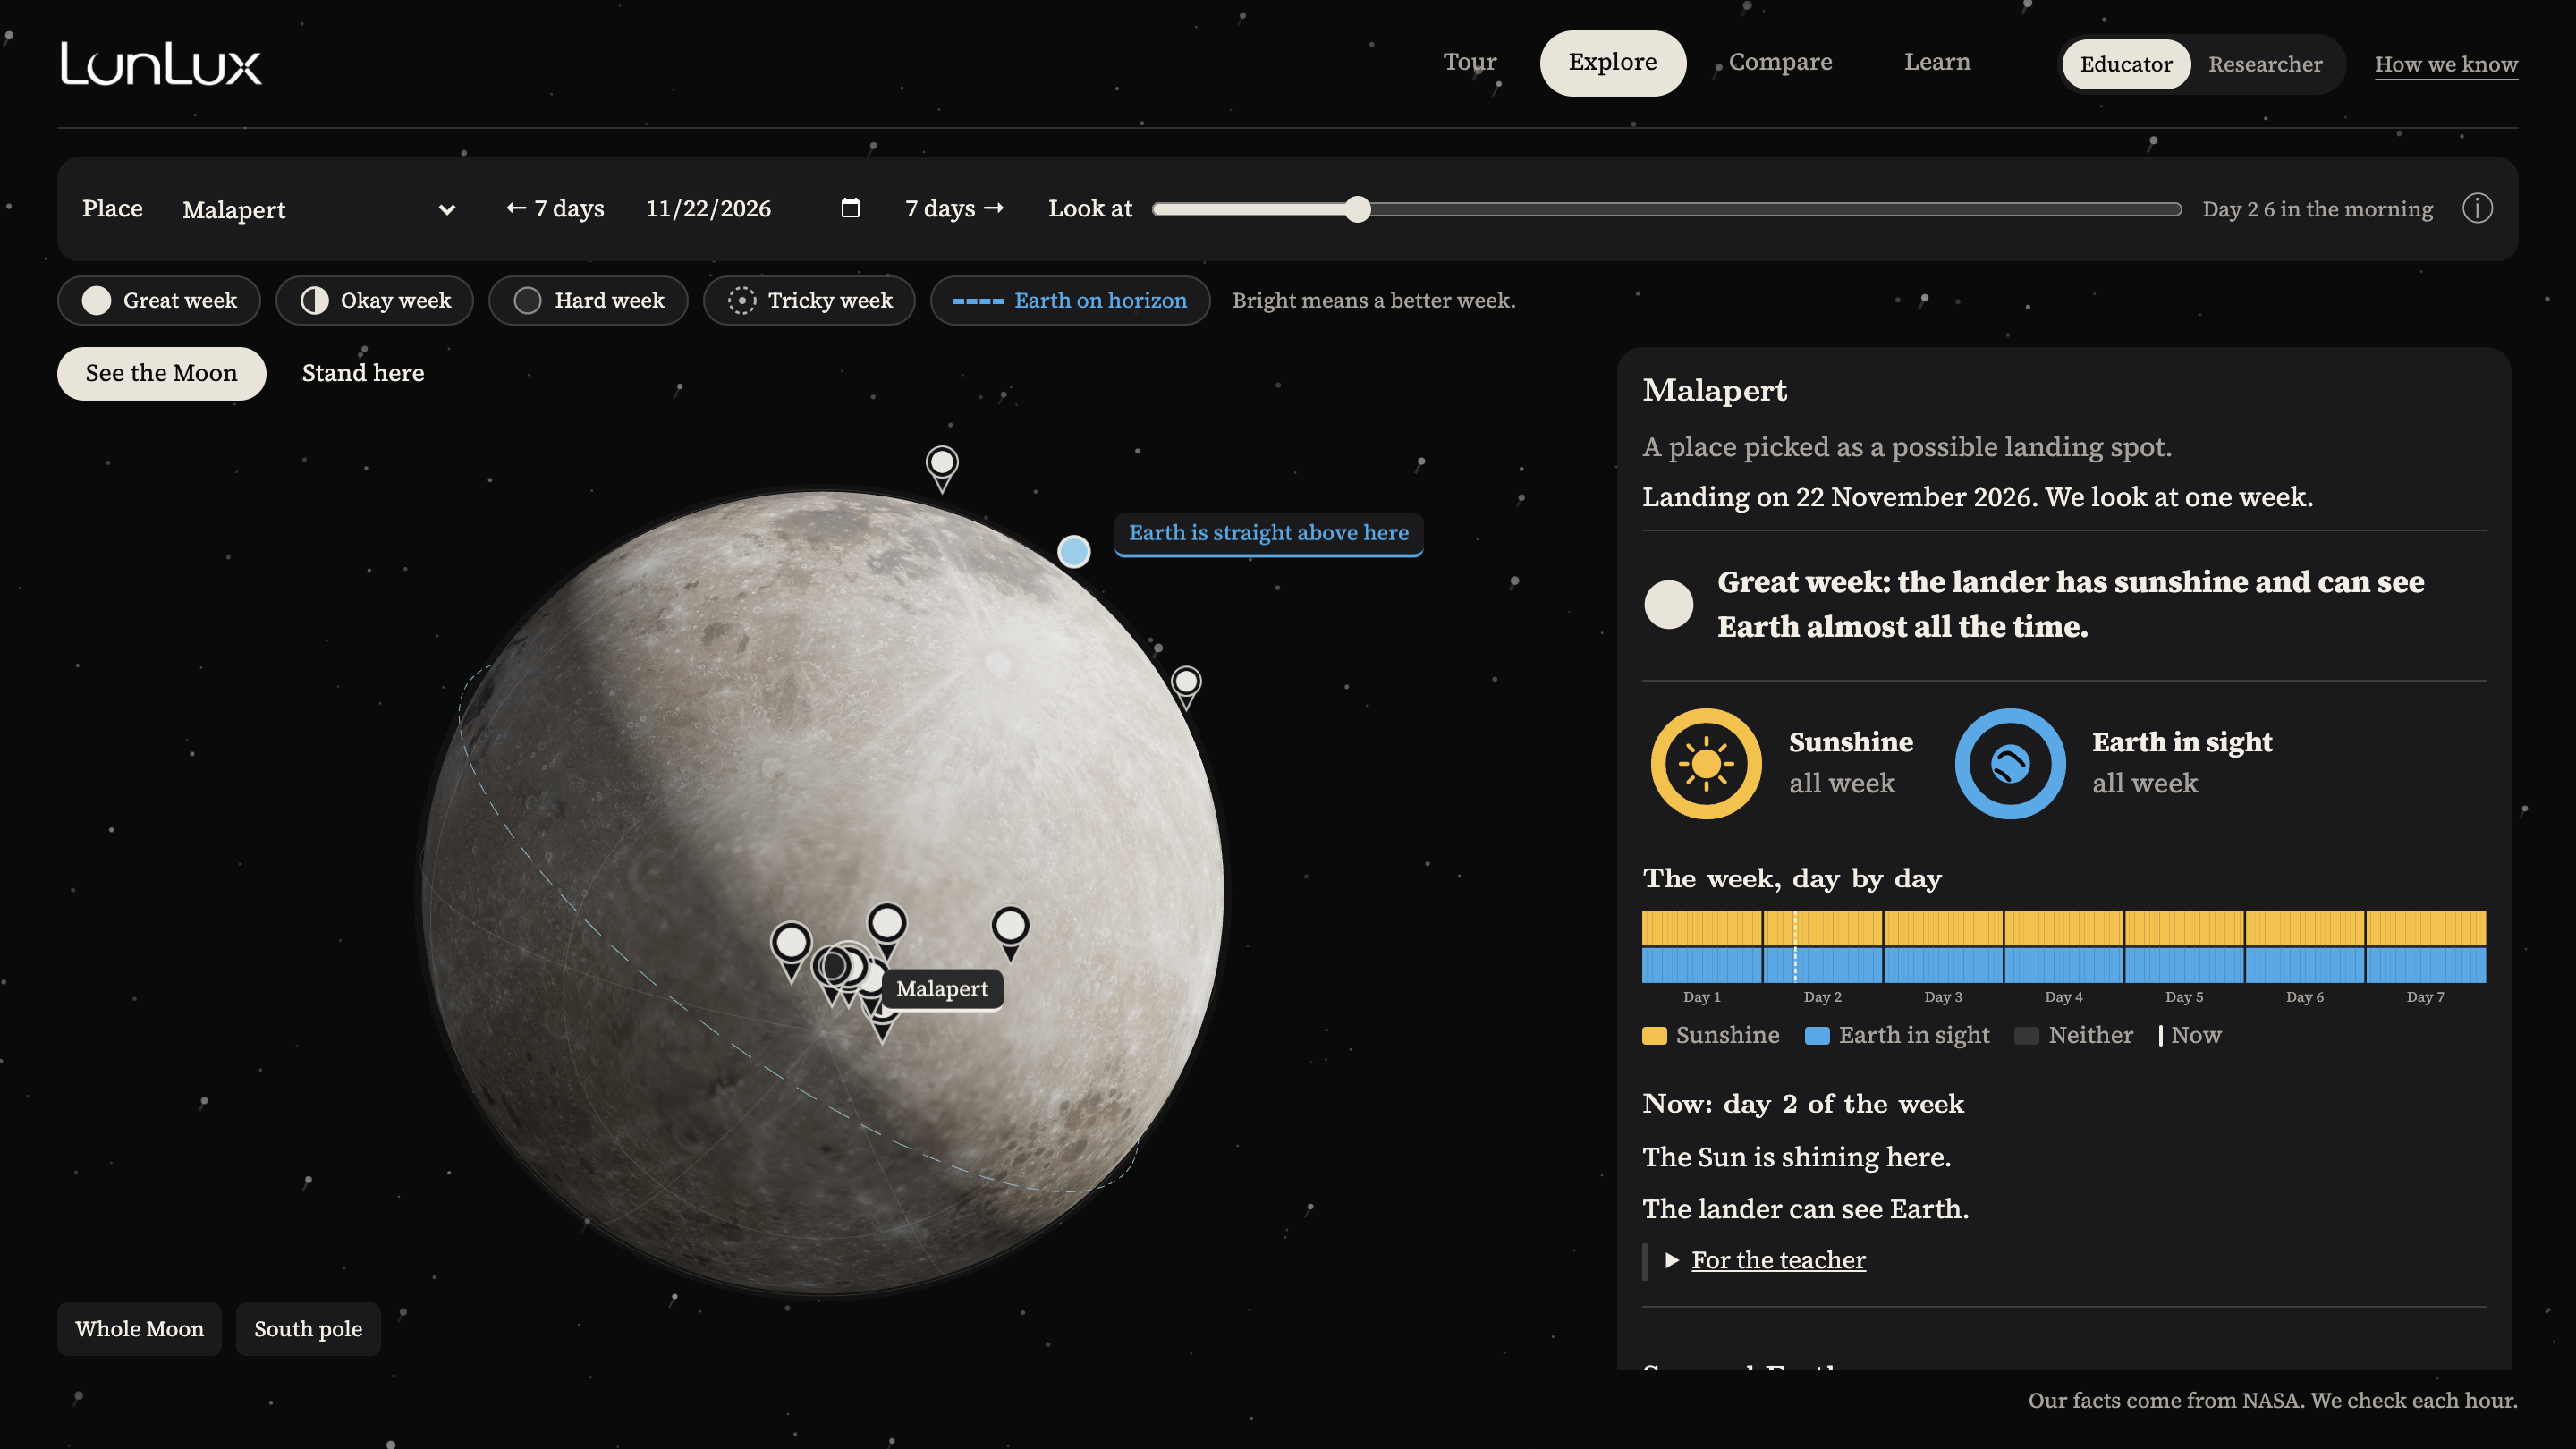 LunLux
Tour
Explore
Compare
Learn
Educator
Researcher
How we know
Place
Malapert
← 7 days
11/22/2026
7 days →
Look at
Day 2 6 in the morning
Great week
Okay week
Hard week
Tricky week
Earth on horizon
Bright means a better week.
See the Moon
Stand here
Earth is straight above here
Malapert
Whole Moon
South pole
Malapert
A place picked as a possible landing spot.
Landing on 22 November 2026. We look at one week.
Great week: the lander has sunshine and can see
Earth almost all the time.
Sunshine
all week
Earth in sight
all week
The week, day by day
Day 1
Day 2
Day 3
Day 4
Day 5
Day 6
Day 7
Sunshine
Earth in sight
Neither
Now
Now: day 2 of the week
The Sun is shining here.
The lander can see Earth.
For the teacher
Our facts come from NASA. We check each hour.